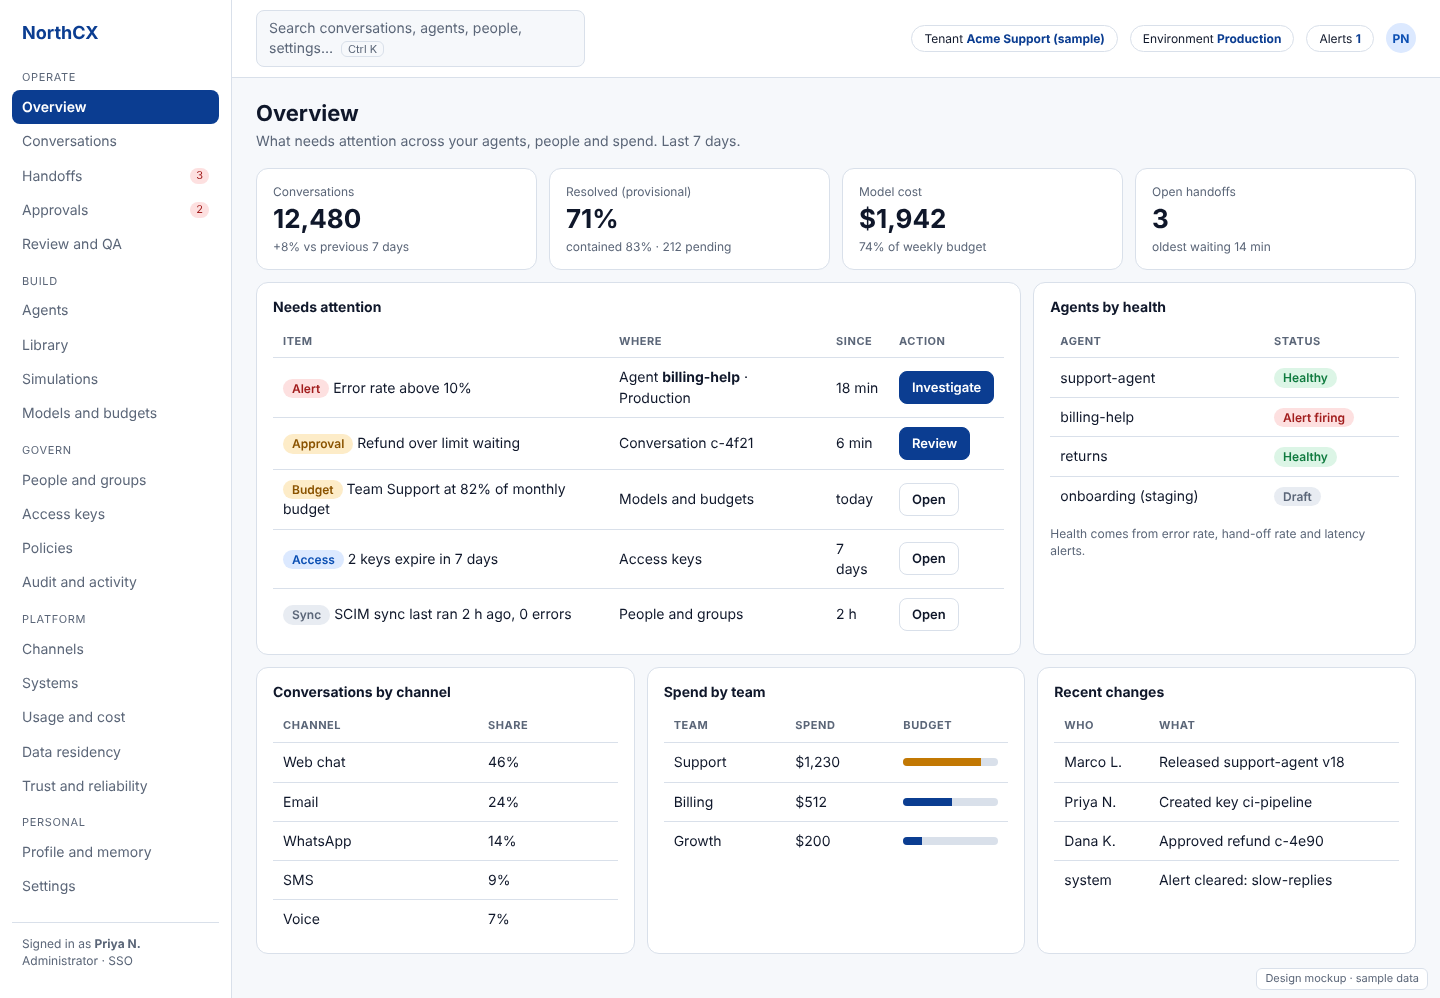 NorthCX
OPERATE
Overview
Conversations
Handoffs 3
Approvals 2
Review and QA
BUILD
Agents
Library
Simulations
Models and budgets
GOVERN
People and groups
Access keys
Policies
Audit and activity
PLATFORM
Channels
Systems
Usage and cost
Data residency
Trust and reliability
PERSONAL
Profile and memory
Settings
Signed in as Priya N.
Administrator · SSO
Search conversations, agents, people,
settings... Ctrl K
Tenant Acme Support (sample)
Environment Production
Alerts 1
PN
Overview
What needs attention across your agents, people and spend. Last 7 days.
Conversations
12,480
+8% vs previous 7 days
Resolved (provisional)
71%
contained 83% · 212 pending
Model cost
$1,942
74% of weekly budget
Open handoffs
3
oldest waiting 14 min
Needs attention
ITEM WHERE SINCE ACTION
Alert Error rate above 10% Agent billing-help · 18 min Investigate
Production
Approval Refund over limit waiting Conversation c-4f21 6 min Review
Budget Team Support at 82% of monthly Models and budgets today Open
budget
Access 2 keys expire in 7 days Access keys 7 Open
days
Sync SCIM sync last ran 2 h ago, 0 errors People and groups 2 h Open
Agents by health
AGENT STATUS
support-agent Healthy
billing-help Alert firing
returns Healthy
onboarding (staging) Draft
Health comes from error rate, hand-off rate and latency
alerts.
Conversations by channel
CHANNEL SHARE
Web chat 46%
Email 24%
WhatsApp 14%
SMS 9%
Voice 7%
Spend by team
TEAM SPEND BUDGET
Support $1,230
Billing $512
Growth $200
Recent changes
WHO WHAT
Marco L. Released support-agent v18
Priya N. Created key ci-pipeline
Dana K. Approved refund c-4e90
system Alert cleared: slow-replies
Design mockup · sample data